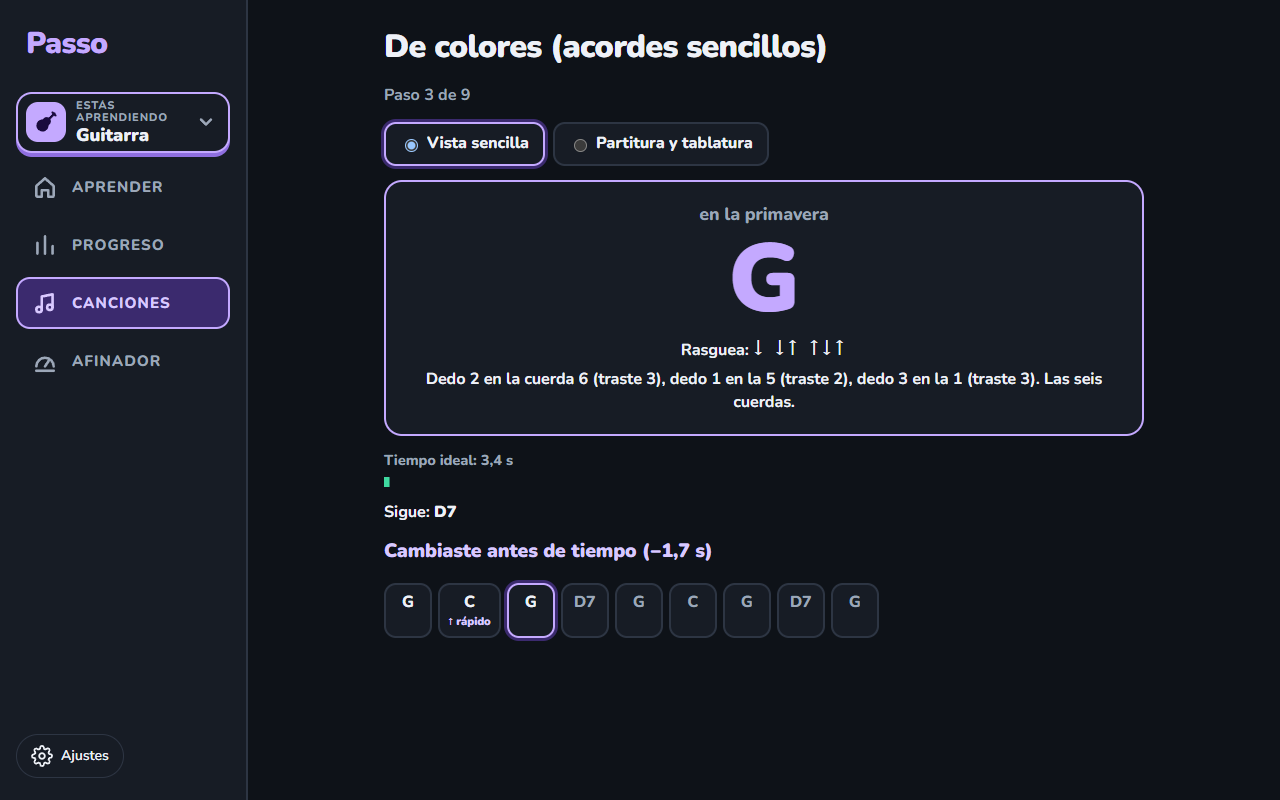 Passo
ESTÁS
APRENDIENDO
Guitarra
APRENDER
PROGRESO
CANCIONES
AFINADOR
Ajustes
De colores (acordes sencillos)
Paso 3 de 9
Vista sencilla
Partitura y tablatura
en la primavera
G
Rasguea: ↓ ↓↑ ↑↓↑
Dedo 2 en la cuerda 6 (traste 3), dedo 1 en la 5 (traste 2), dedo 3 en la 1 (traste 3). Las seis
cuerdas.
Tiempo ideal: 3,4 s
Sigue: D7
Cambiaste antes de tiempo (−1,7 s)
G C G D7 G C G D7 G
↑ rápido